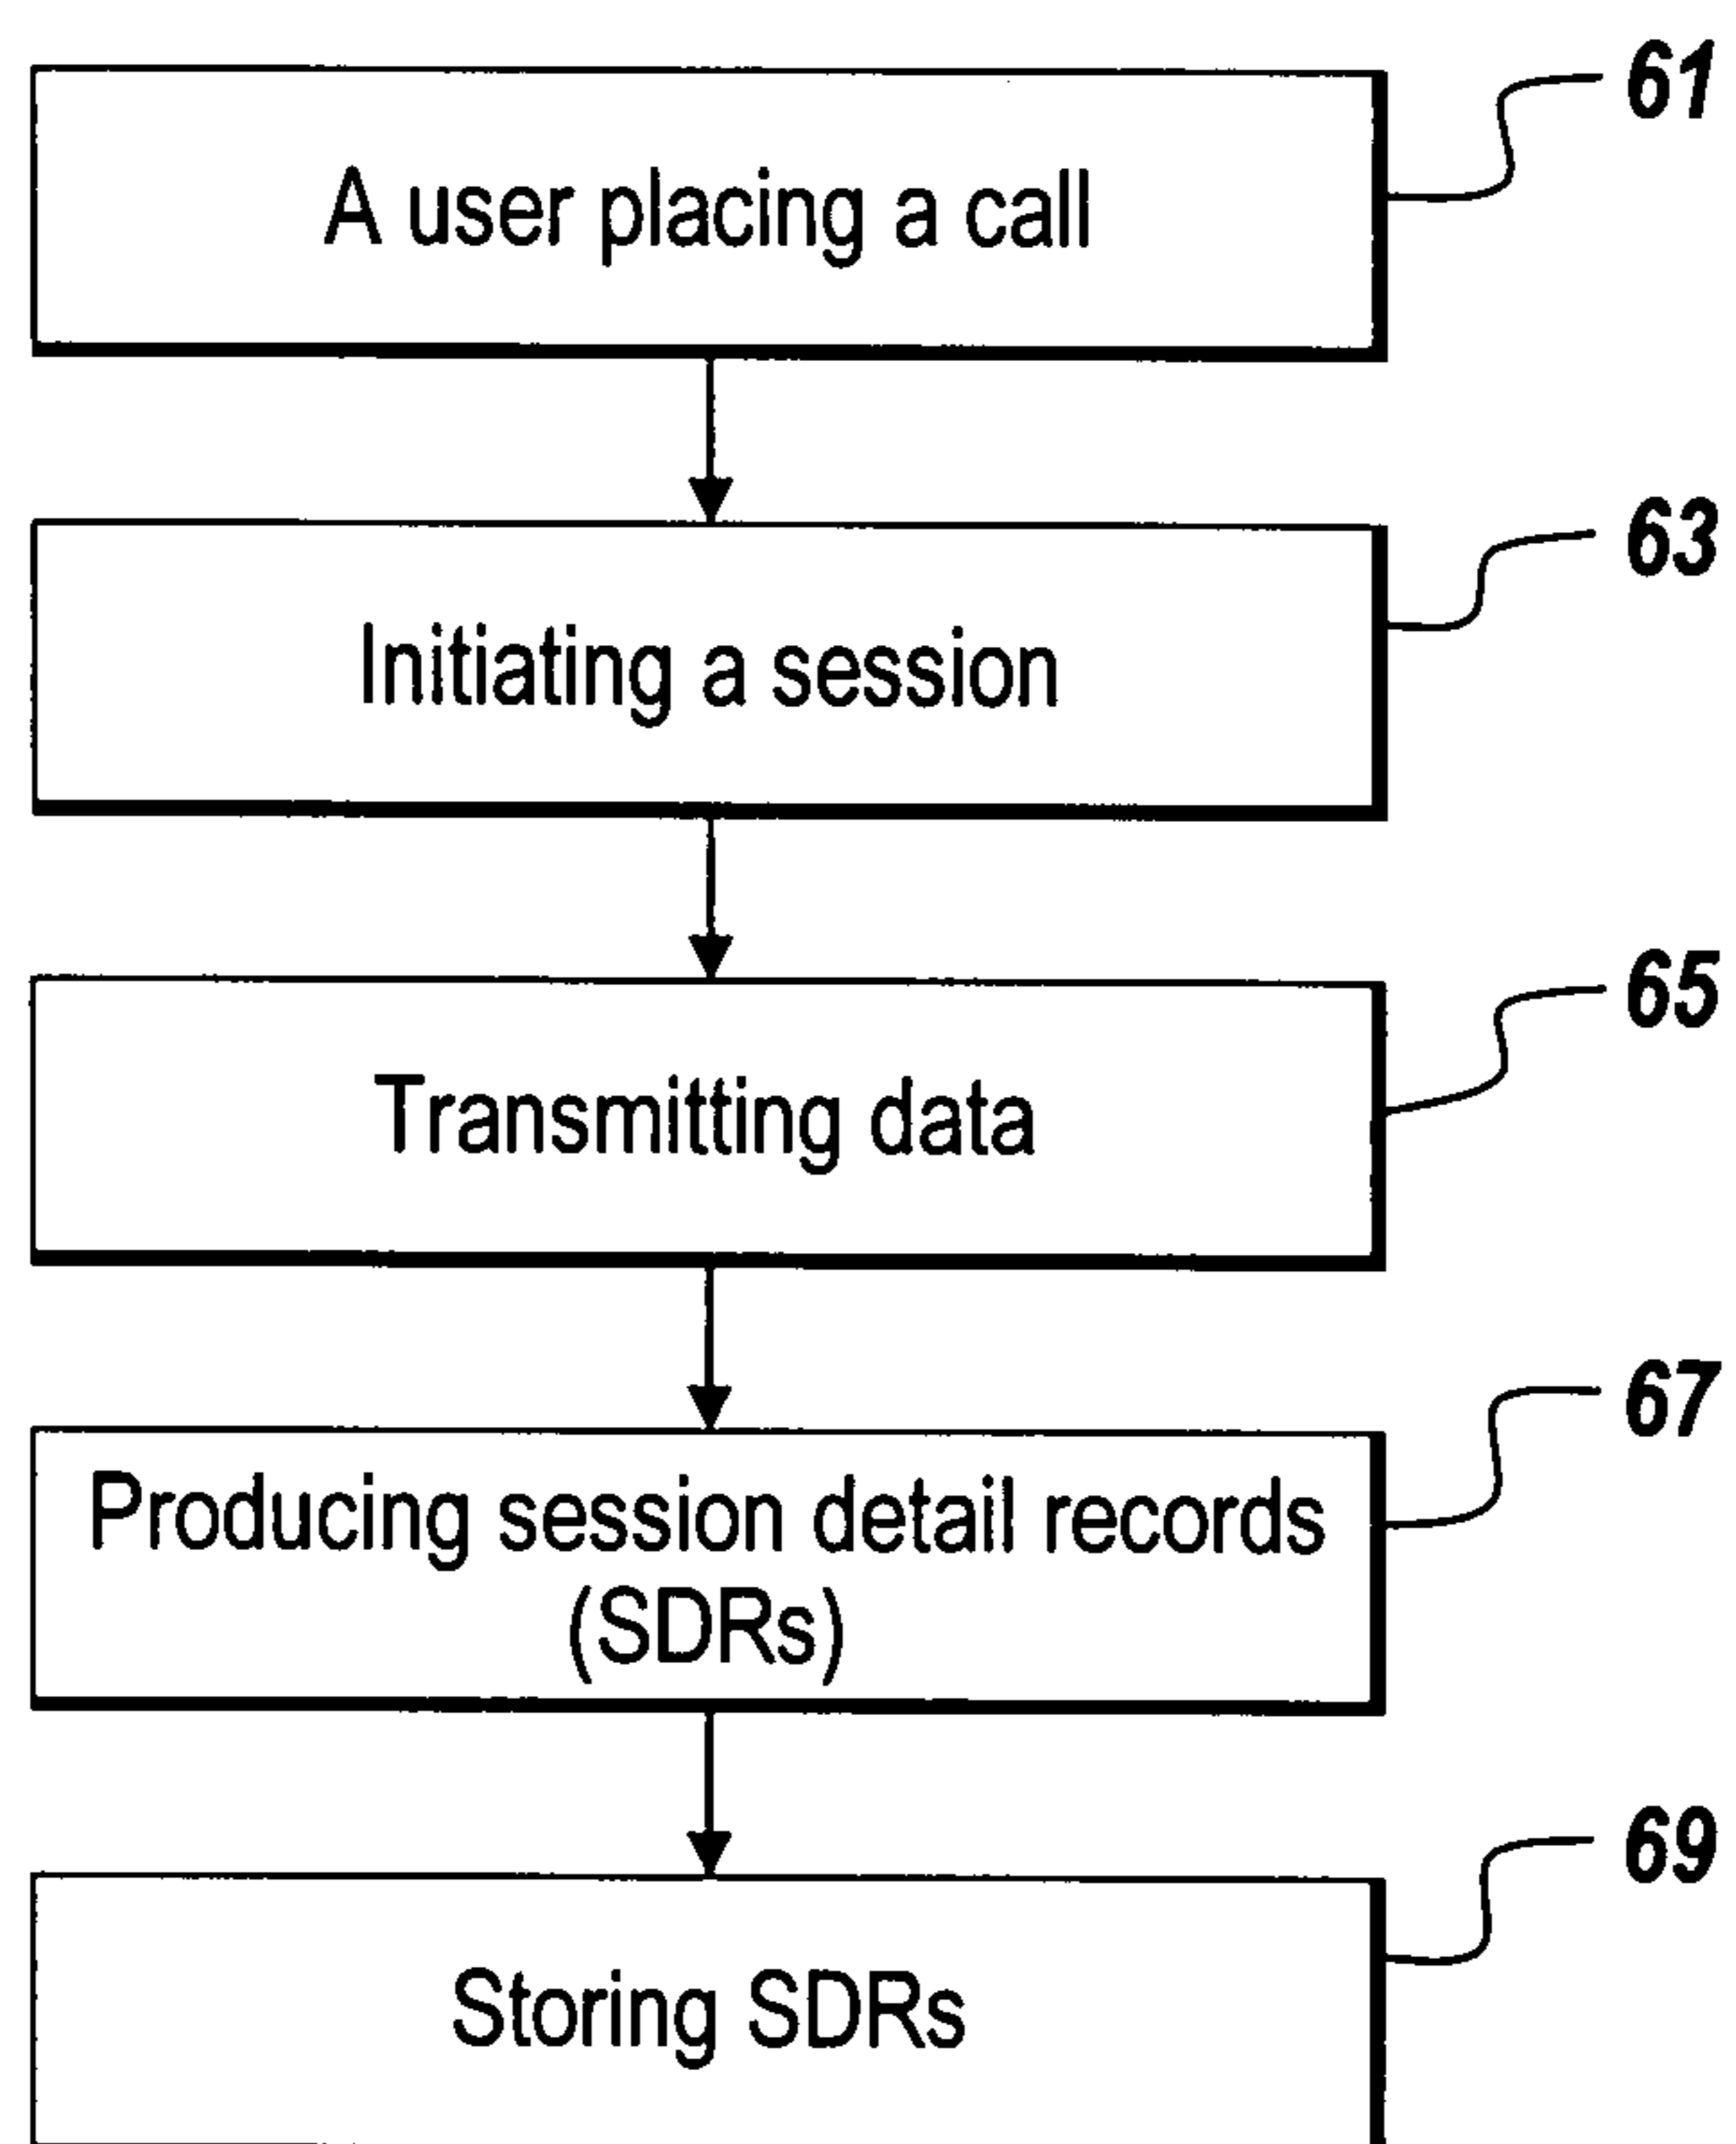 61
A user placing a call
63
Initiating a session
65
Transmitting data
67
Producing session detail records
(SDRs)
69
Storing SDRs